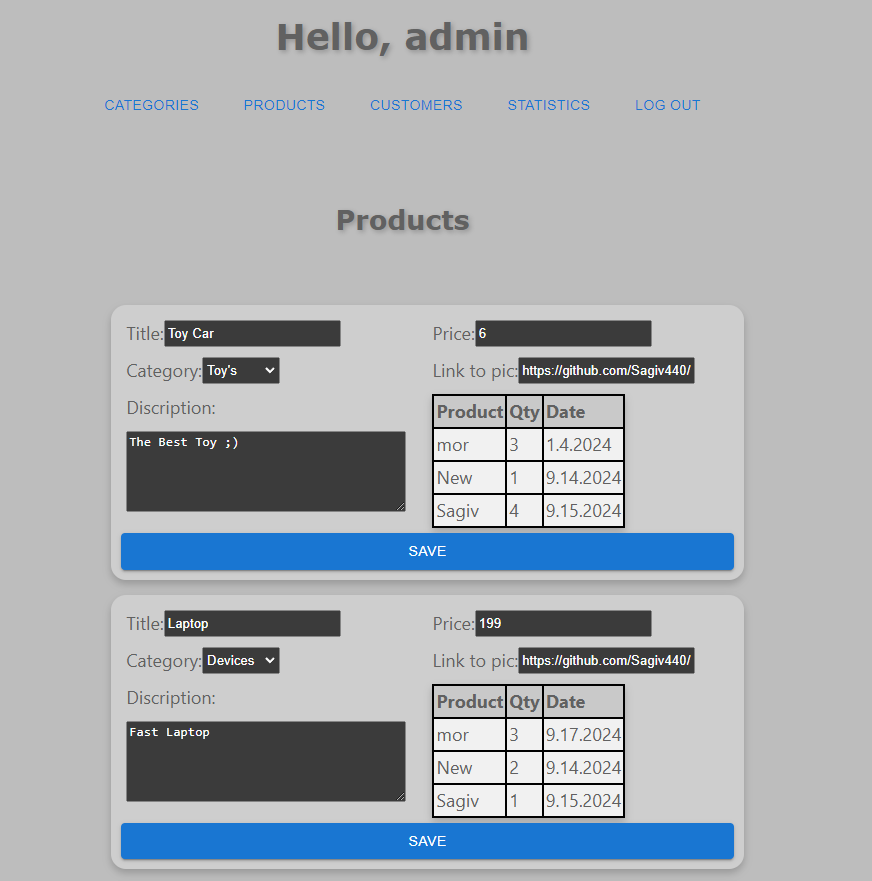 Hello, admin
CATEGORIES PRODUCTS CUSTOMERS STATISTICS LOG OUT
Products
Title: Toy Car Price: 6
Category: Toy's Link to pic: https://github.com/Sagiv440/
Discription:
The Best Toy ;)
Product Qty Date
mor 3 1.4.2024
New 1 9.14.2024
Sagiv 4 9.15.2024
SAVE
Title: Laptop Price: 199
Category: Devices Link to pic: https://github.com/Sagiv440/
Discription:
Fast Laptop
Product Qty Date
mor 3 9.17.2024
New 2 9.14.2024
Sagiv 1 9.15.2024
SAVE